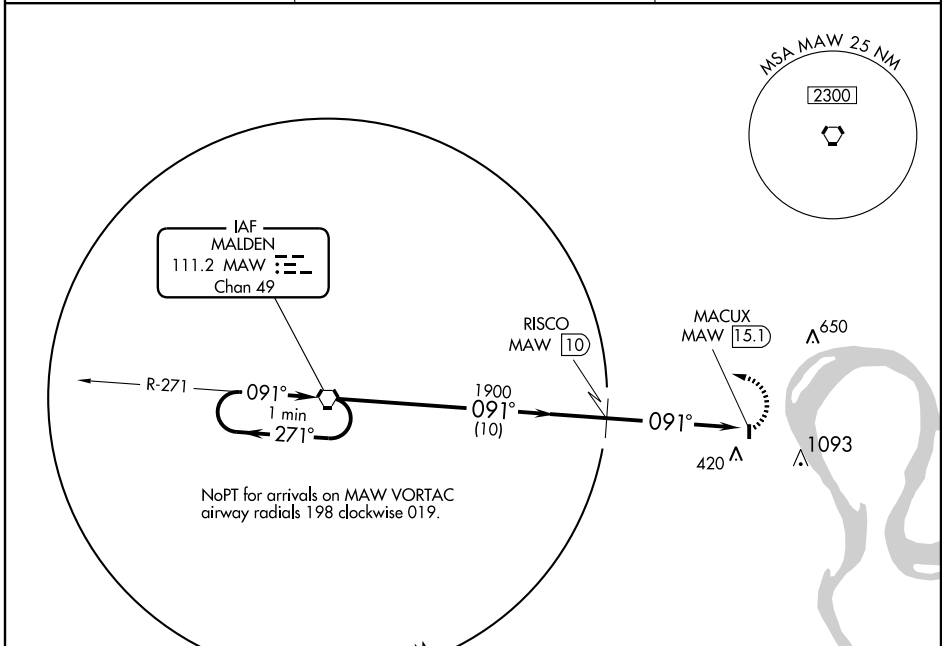 MSA MAW 25 NM
2300
IAF
MALDEN
111.2 MAW
Chan 49
RISCO
MAW 10
MACUX
MAW 15.1
650
R-271
091°
1 min
271°
1900
091°
(10)
091°
420
1093
NoPT for arrivals on MAW VORTAC
airway radials 198 clockwise 019.